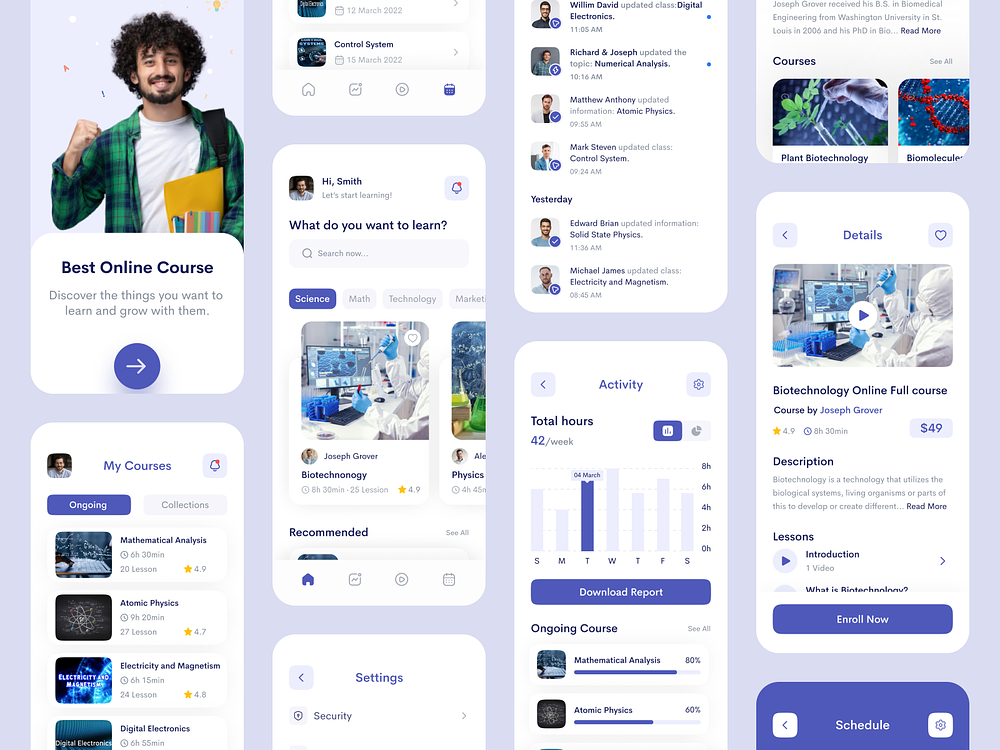 Best Online Course
Discover the things you want to
learn and grow with them.
My Courses
Ongoing
Collections
Mathematical Analysis
6h 30min
20 Lesson
4.9
Atomic Physics
9h 20min
27 Lesson
4.7
ELECTRICITY AND
MAGNETISM
Electricity and Magnetism
6h 15min
24 Lesson
4.8
Digital Electronics
Digital Electronics
6h 55min
12 March 2022
Control System
15 March 2022
Hi, Smith
Let's start learning!
What do you want to learn?
Search now...
Science
Math
Technology
Market
Joseph Grover
Biotechnonogy
8h 30min · 25 Lesson
4.9
Ale
Physics
4h 45m
Recommended
See All
Settings
Security
Willim David updated class:Digital
Electronics.
11:05 AM
Richard & Joseph updated the
topic: Numerical Analysis.
10:16 AM
Matthew Anthony updated
information: Atomic Physics.
09:55 AM
Mark Steven updated class:
Control System.
09:24 AM
Yesterday
Edward Brian updated information:
Solid State Physics.
11:36 AM
Michael James updated class:
Electricity and Magnetism.
08:45 AM
Activity
Total hours
42/week
04 March
8h
6h
4h
2h
0h
S M T W T F S
Download Report
Ongoing Course
See All
Mathematical Analysis
80%
Atomic Physics
60%
Joseph Grover received his B.S. in Biomedical
Engineering from Washington University in St.
Louis in 2006 and his PhD in Bio... Read More
Courses
See All
Plant Biotechnology
Biomolecule
Details
Biotechnology Online Full course
Course by Joseph Grover
4.9
8h 30min
$49
Description
Biotechnology is a technology that utilizes the
biological systems, living organisms or parts of
this to develop or create different... Read More
Lessons
Introduction
1 Video
What is Biotechnology?
Enroll Now
Schedule